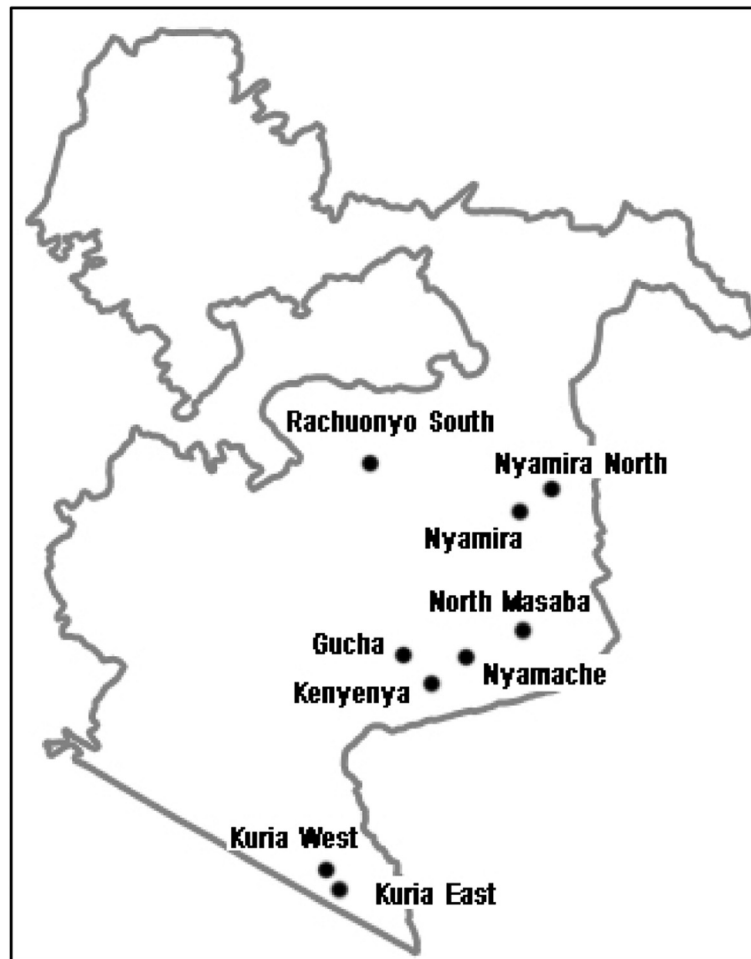 Rachuonyo South
Nyamira North
Nyamira
North Masaba
Gucha
Nyamache
Kenyenya
Kuria West
Kuria East